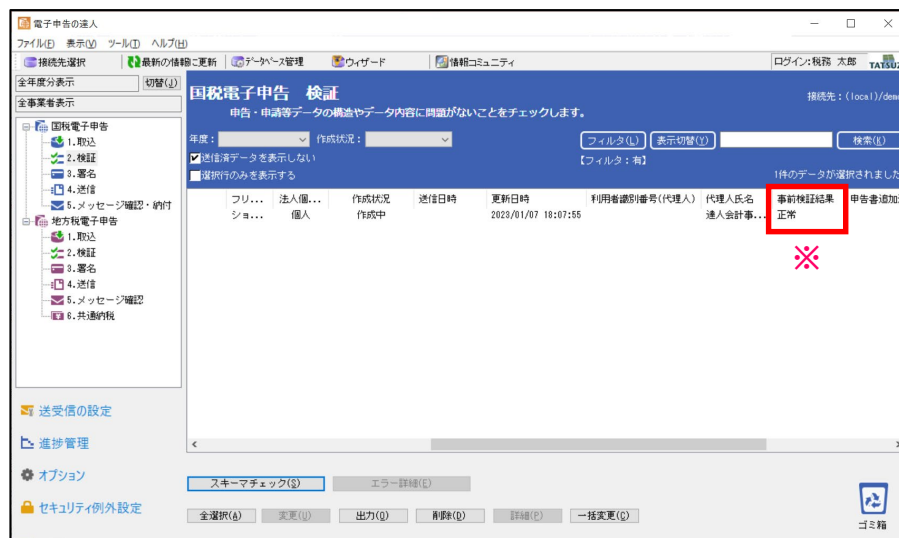 電子申告の達人
ファイル(F) 表示(V) ツール(T) ヘルプ(H)
接続先選択 最新の情報に更新 データベース管理 ウィザード 情報コミュニティ ログイン:税務 太郎
全年度分表示 切替(J)
全事業者表示
国税電子申告
1.取込
2.検証
3.署名
4.送信
5.メッセージ確認・納付
地方税電子申告
1.取込
2.検証
3.署名
4.送信
5.メッセージ確認
6.共通納税
送受信の設定
進捗管理
オプション
セキュリティ例外設定
国税電子申告 検証
接続先:(local)/dem
申告・申請等データの構造やデータ内容に問題がないことをチェックします。
年度: 作成状況: フィルタ(L) 表示切替(Y) 検索(K)
送信済データを表示しない 【フィルタ:有】
選択行のみを表示する 1件のデータが選択されました
フリ... 法人個... 作成状況 送信日時 更新日時 利用者識別番号(代理人) 代理人氏名 事前検証結果 申告書追加
ショ... 個人 作成中 2023/01/07 18:07:55 達人会計事... 正常
※
スキーマチェック(S) エラー詳細(E)
全選択(A) 変更(U) 出力(O) 削除(D) 詳細(P) 一括変更(C)
ゴミ箱